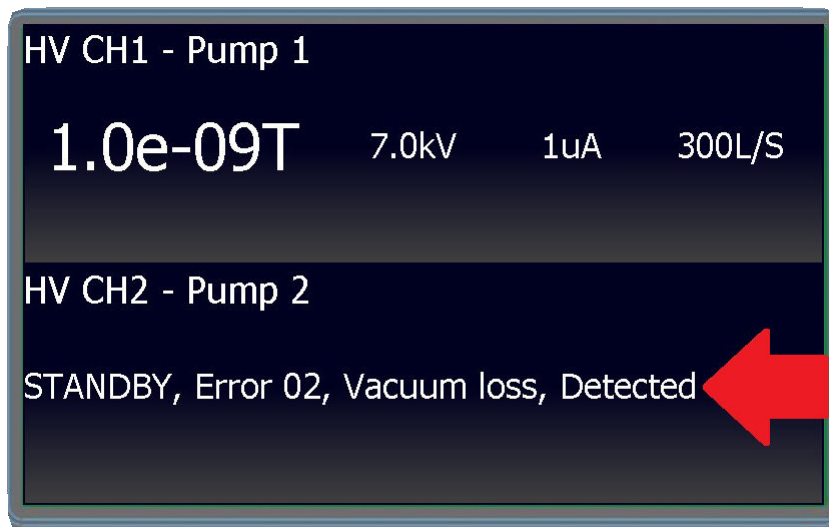 HV CH1 - Pump 1
1.0e-09T 7.0kV 1uA 300L/S
HV CH2 - Pump 2
STANDBY, Error 02, Vacuum loss, Detected